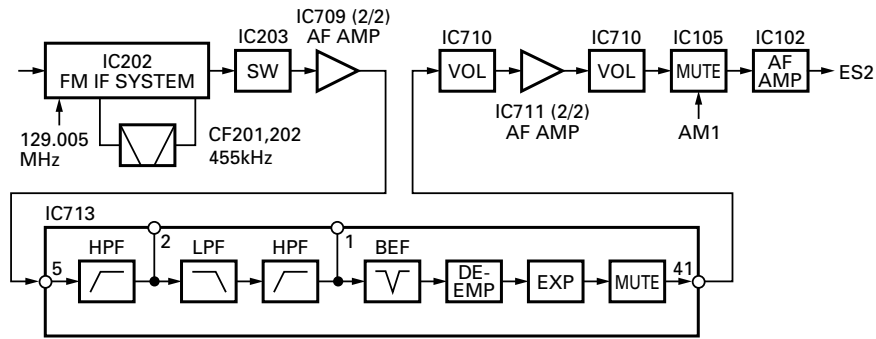 IC709 (2/2)
AF AMP
IC202
FM IF SYSTEM
IC203
SW
129.005
MHz
CF201,202
455kHz
IC710
VOL
IC711 (2/2)
AF AMP
IC710
VOL
IC105
MUTE
AM1
IC102
AF
AMP
ES2
IC713
5
HPF
2
LPF
HPF
1
BEF
DE-
EMP
EXP
MUTE
41